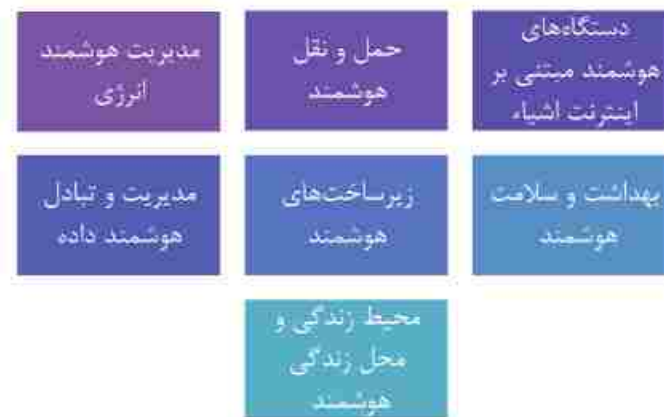 دستگاه‌های
هوشمند مبتنی بر
اینترنت اشیاء
حمل و نقل
هوشمند
مدیریت هوشمند
انرژی
بهداشت و سلامت
هوشمند
زیرساخت‌های
هوشمند
مدیریت و تبادل
هوشمند داده
محیط زندگی و
محل زندگی
هوشمند